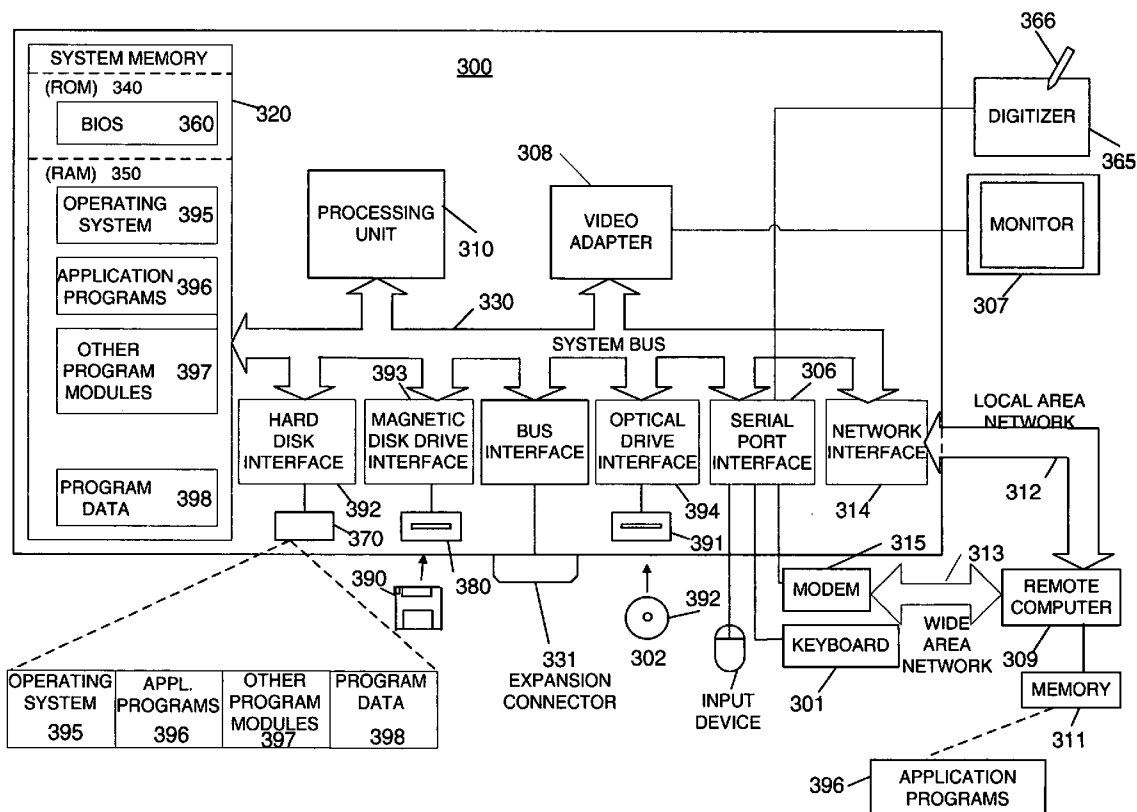 SYSTEM MEMORY
(ROM) 340
BIOS 360
320
(RAM) 350
OPERATING SYSTEM 395
APPLICATION PROGRAMS 396
OTHER PROGRAM MODULES 397
PROGRAM DATA 398
300
PROCESSING UNIT
310
308
VIDEO ADAPTER
366
DIGITIZER
365
MONITOR
307
330
SYSTEM BUS
HARD DISK INTERFACE
392
370
393
MAGNETIC DISK DRIVE INTERFACE
380
390
BUS INTERFACE
331
EXPANSION CONNECTOR
OPTICAL DRIVE INTERFACE
394
391
392
302
306
SERIAL PORT INTERFACE
NETWORK INTERFACE
314
LOCAL AREA NETWORK
312
315
MODEM
313
WIDE AREA NETWORK
KEYBOARD
301
INPUT DEVICE
REMOTE COMPUTER
309
MEMORY
311
396
APPLICATION PROGRAMS
OPERATING SYSTEM 395
APPL. PROGRAMS 396
OTHER PROGRAM MODULES 397
PROGRAM DATA 398